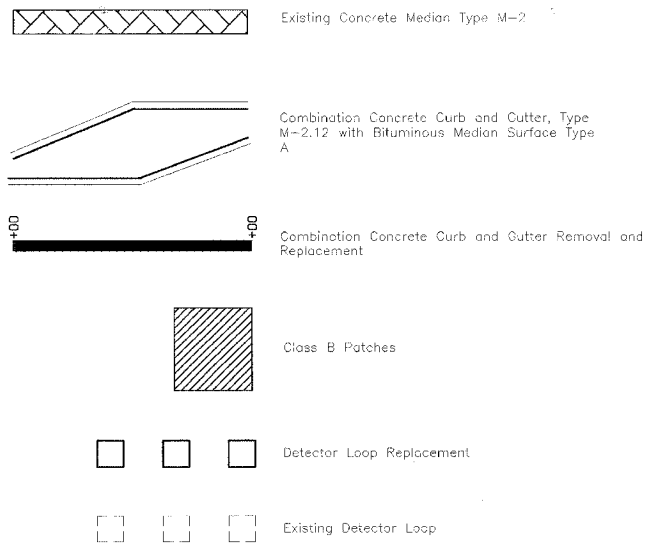 Existing Concrete Median Type M-2
Combination Concrete Curb and Gutter, Type
M-2.12 with Bituminous Median Surface Type
A
+00
+00
Combination Concrete Curb and Gutter Removal and
Replacement
Class B Patches
Detector Loop Replacement
Existing Detector Loop